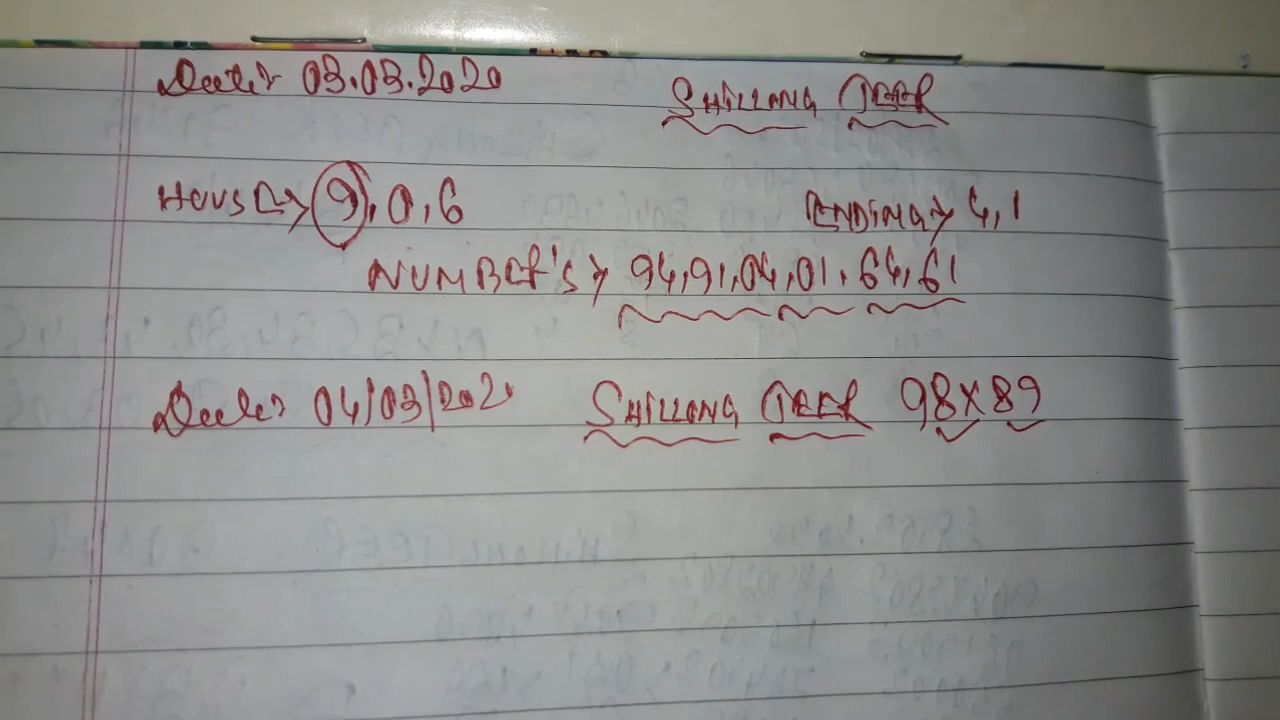 Date:- 03.03.2020 SHiLLONG TEER
HOUSE → 9, 0, 6 ENDING → 4, 1
NUMBER'S → 94, 91, 04, 01, 64, 61
Date:- 04/03/2020 SHiLLONG TEER 98X89